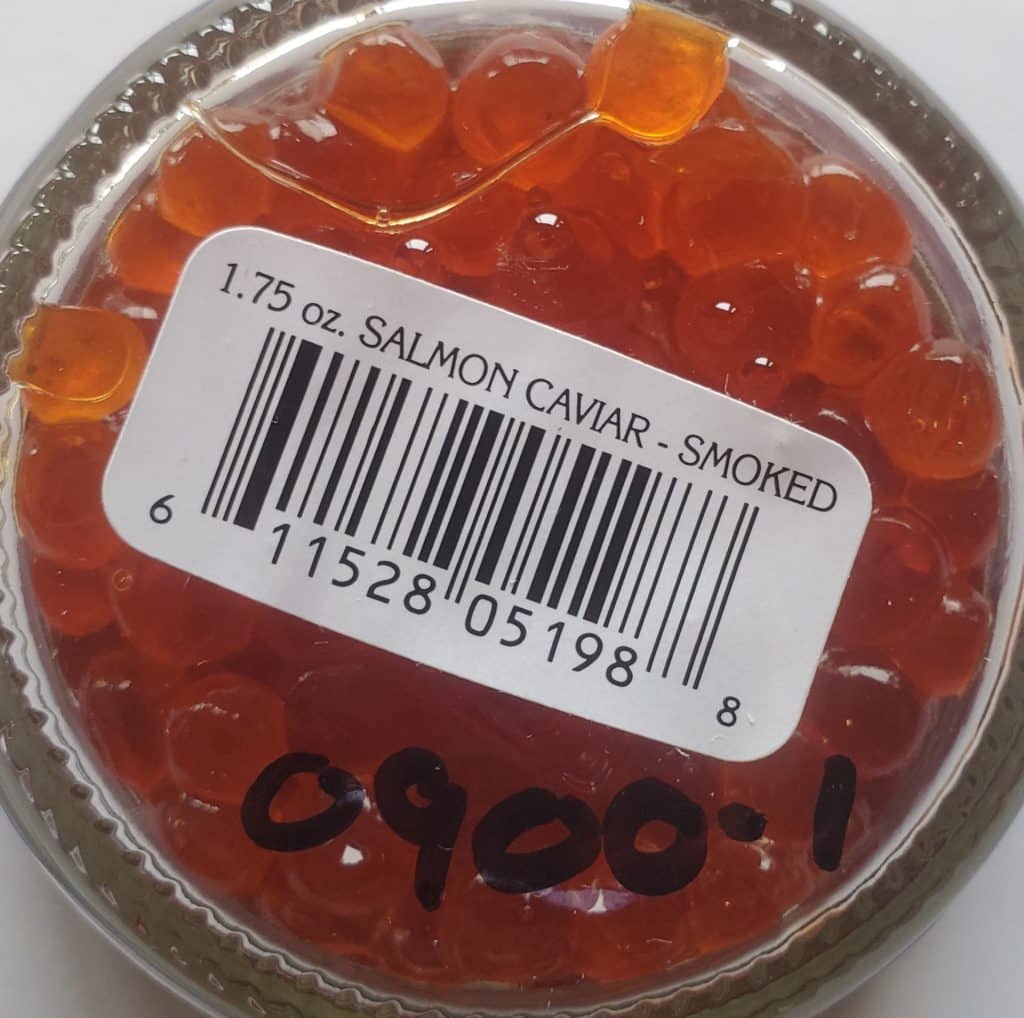 1.75 oz. SALMON CAVIAR - SMOKED
6 11528 05198 8
0900-1